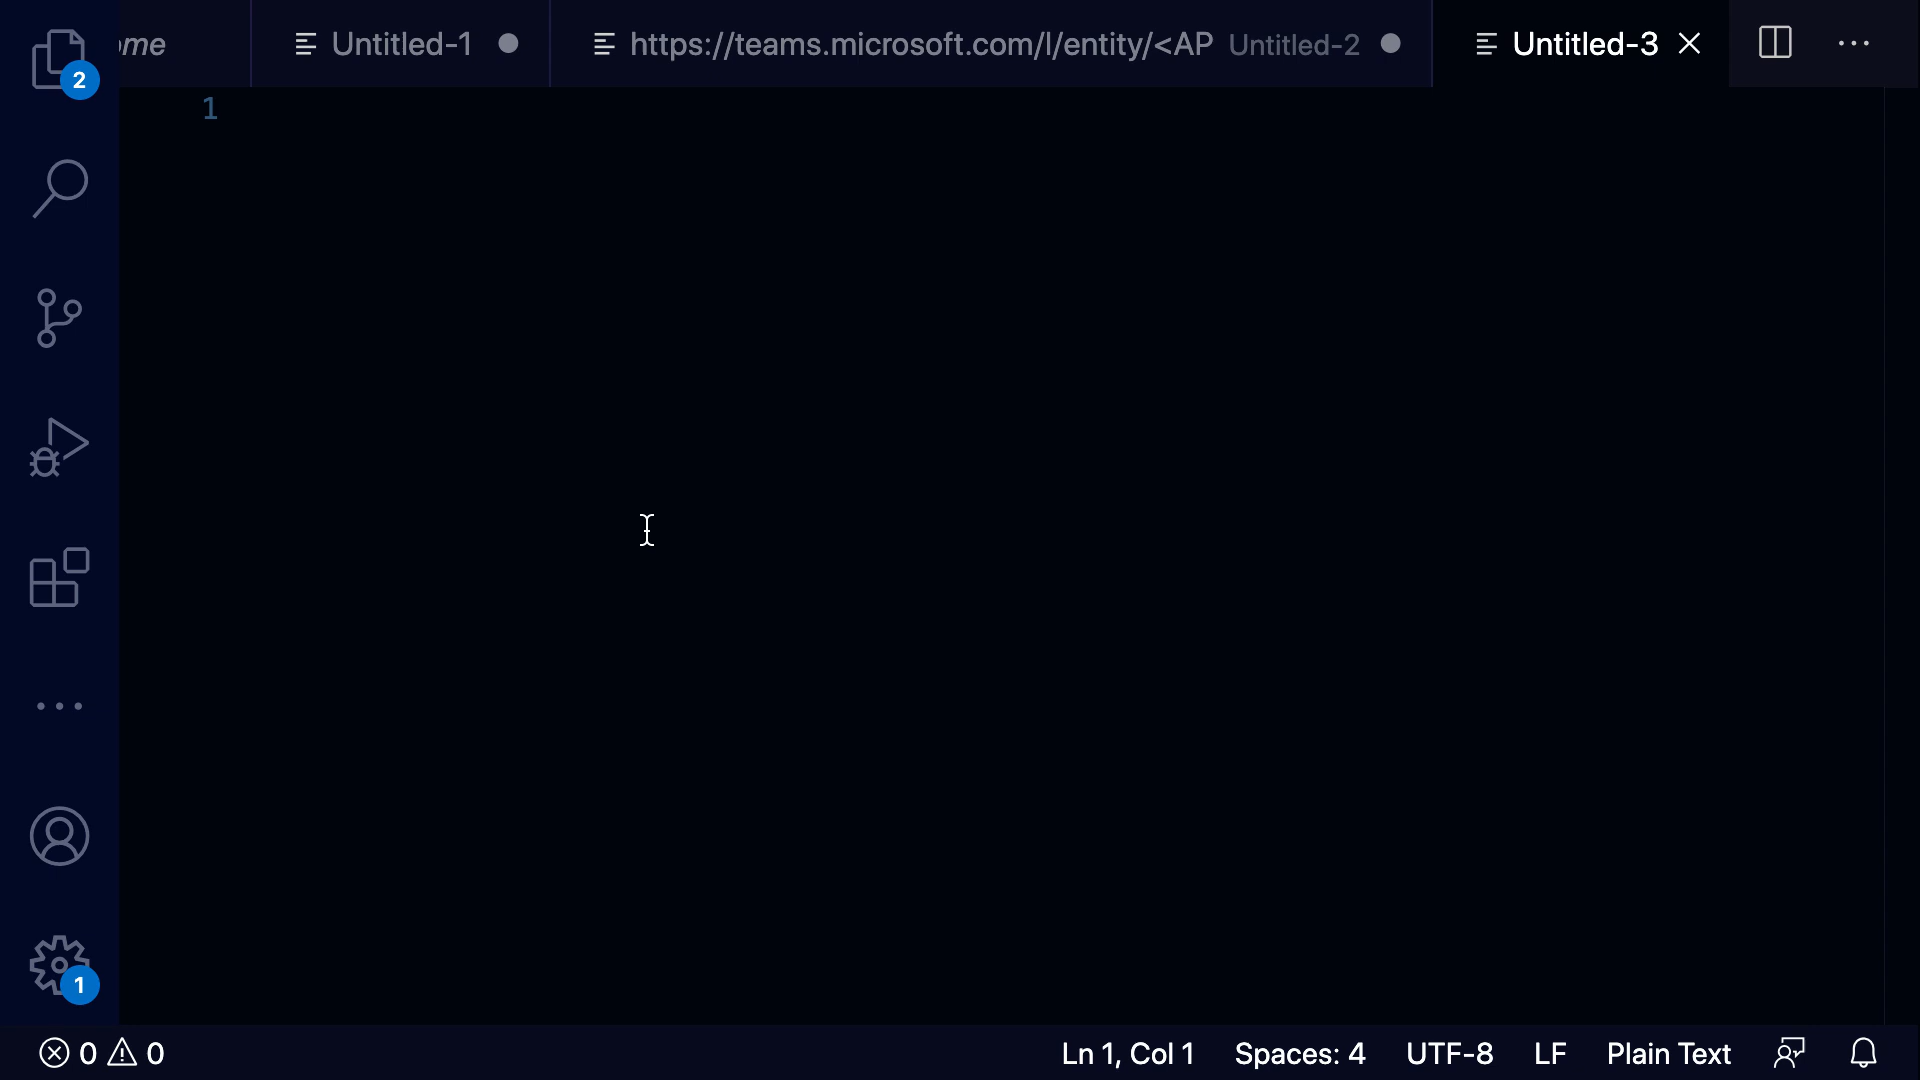 ome
Untitled-1
https://teams.microsoft.com/l/entity/<AP Untitled-2
Untitled-3
2
1
1
0 0
Ln 1, Col 1
Spaces: 4
UTF-8
LF
Plain Text